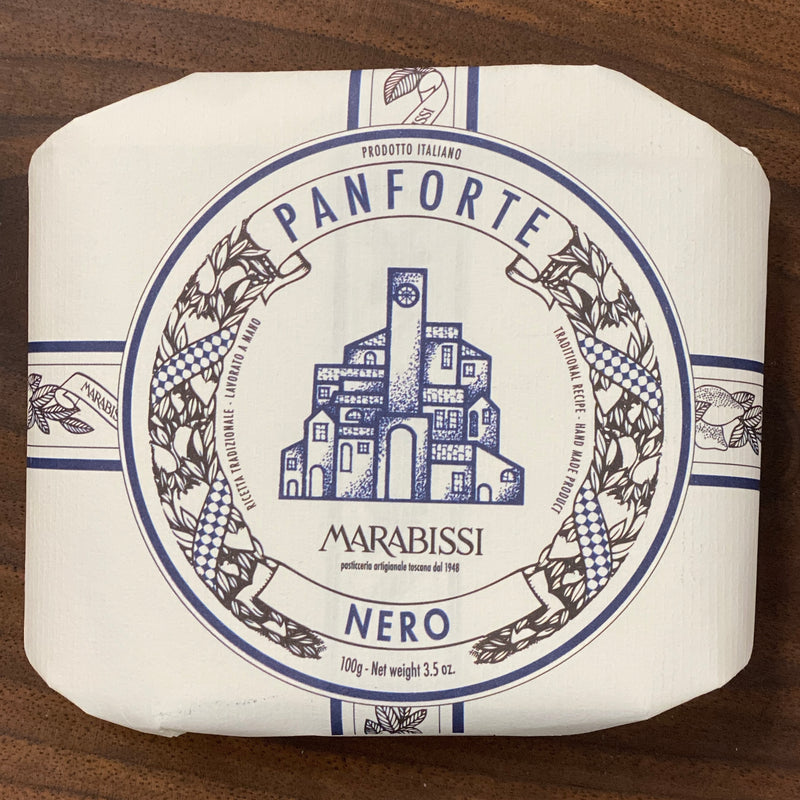 PRODOTTO ITALIANO
PANFORTE
RICETTA TRADIZIONALE - LAVORATO A MANO
TRADITIONAL RECIPE - HAND MADE PRODUCT
MARABISSI
pasticceria artigianale toscana dal 1948
NERO
100g - Net weight 3.5 oz.